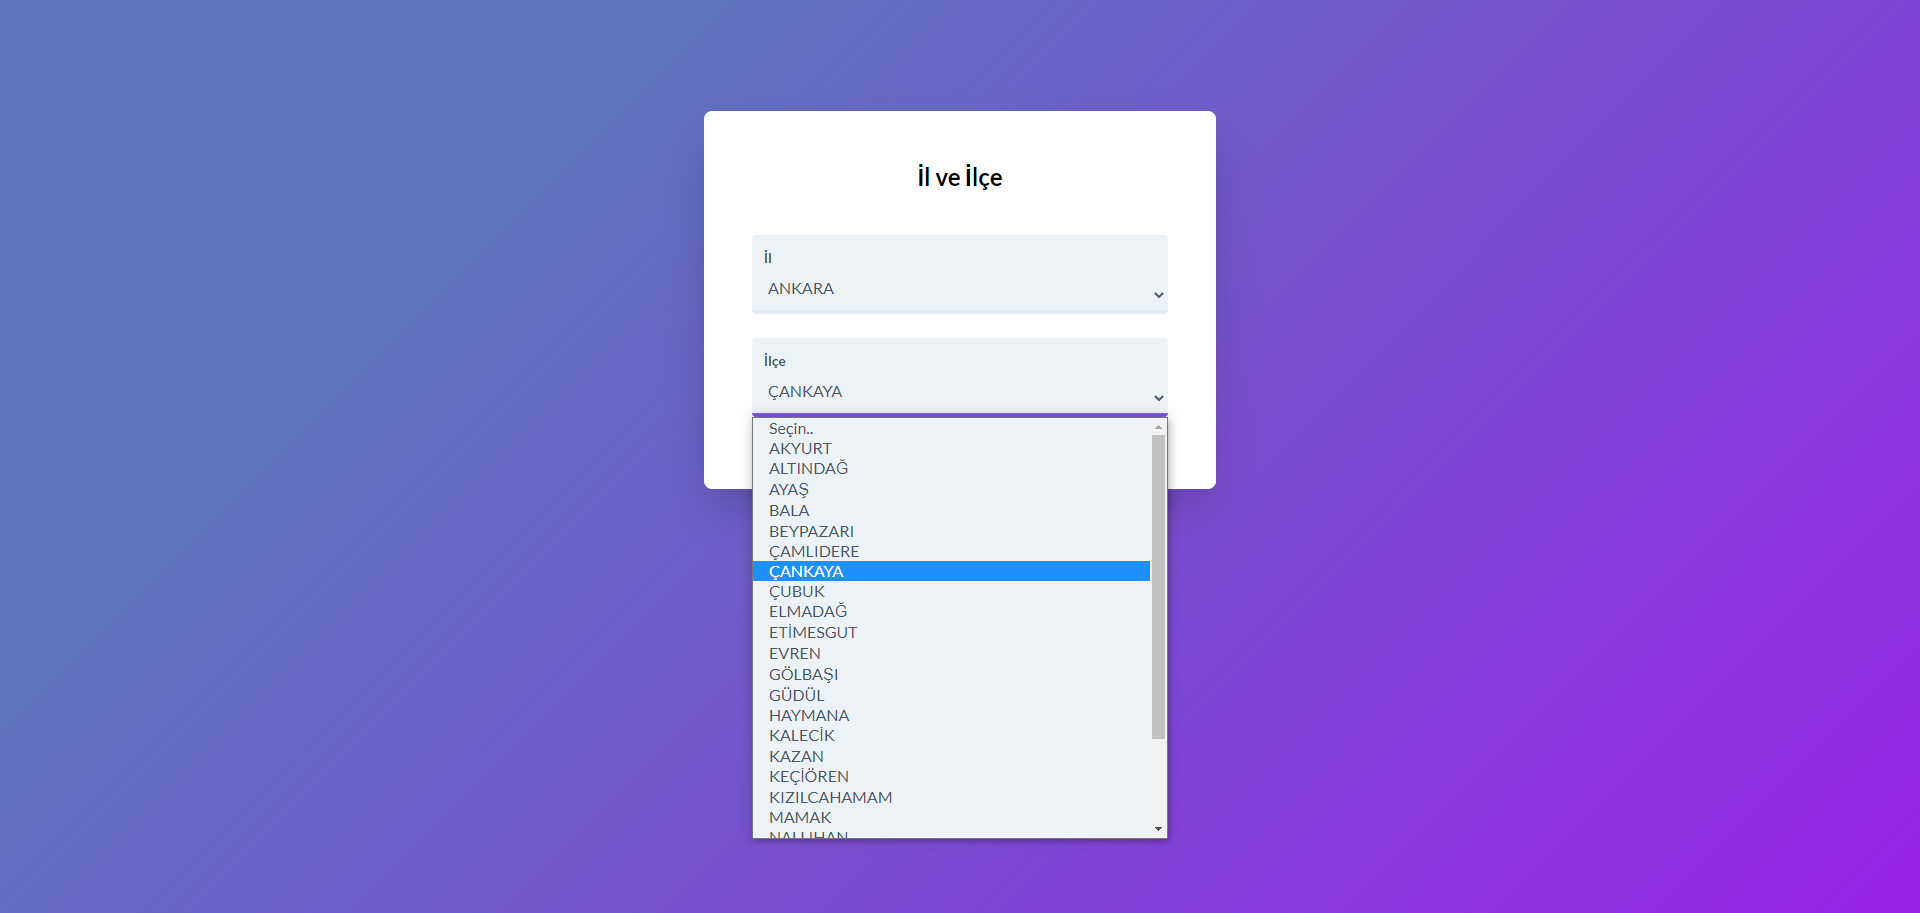 İl ve İlçe
İl
ANKARA
İlçe
ÇANKAYA
Seçin..
AKYURT
ALTINDAĞ
AYAŞ
BALA
BEYPAZARI
ÇAMLIDERE
ÇANKAYA
ÇUBUK
ELMADAĞ
ETİMESGUT
EVREN
GÖLBAŞI
GÜDÜL
HAYMANA
KALECİK
KAZAN
KEÇİÖREN
KIZILCAHAMAM
MAMAK